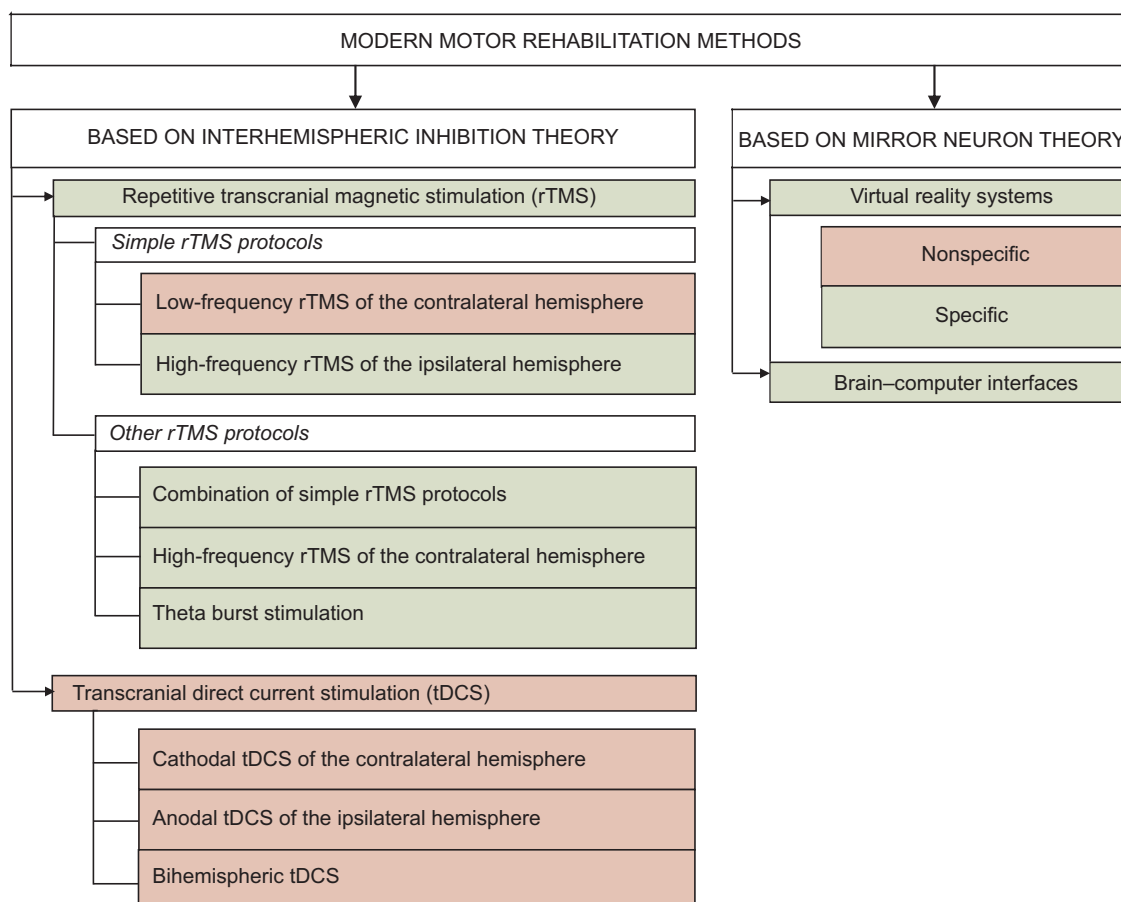 MODERN MOTOR REHABILITATION METHODS
BASED ON INTERHEMISPHERIC INHIBITION THEORY
Repetitive transcranial magnetic stimulation (rTMS)
Simple rTMS protocols
Low-frequency rTMS of the contralateral hemisphere
High-frequency rTMS of the ipsilateral hemisphere
Other rTMS protocols
Combination of simple rTMS protocols
High-frequency rTMS of the contralateral hemisphere
Theta burst stimulation
Transcranial direct current stimulation (tDCS)
Cathodal tDCS of the contralateral hemisphere
Anodal tDCS of the ipsilateral hemisphere
Bihemispheric tDCS
BASED ON MIRROR NEURON THEORY
Virtual reality systems
Nonspecific
Specific
Brain–computer interfaces